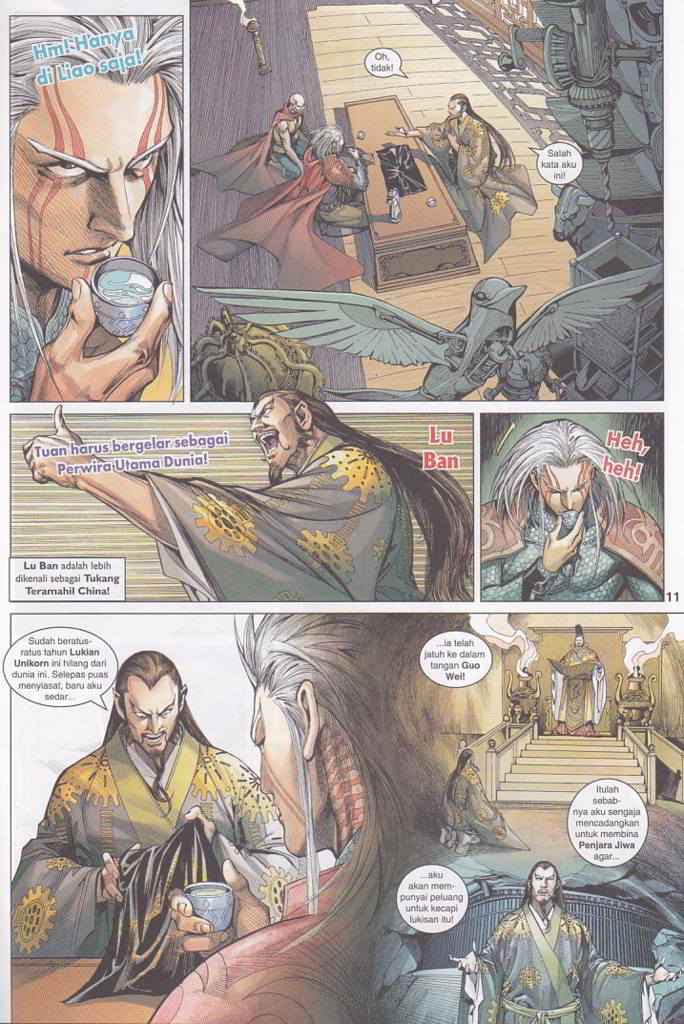 Hm! Hanya
di Liao saja!
Oh,
tidak!
Salah
kata aku
ini!
Tuan harus bergelar sebagai
Perwira Utama Dunia!
Lu
Ban
Lu Ban adalah lebih
dikenali sebagai Tukang
Teramahil China!
Heh,
heh!
11
Sudah beratus-
ratus tahun Lukian
Unikorn ini hilang dari
dunia ini. Selepas puas
menyiasat, baru aku
sedar...
...ia telah
jatuh ke dalam
tangan Guo
Wei!
Itulah
sebab-
nya aku sengaja
mencadangkan
untuk membina
Penjara Jiwa
agar...
...aku
akan mem-
punyai peluang
untuk kecapi
lukisan itu!